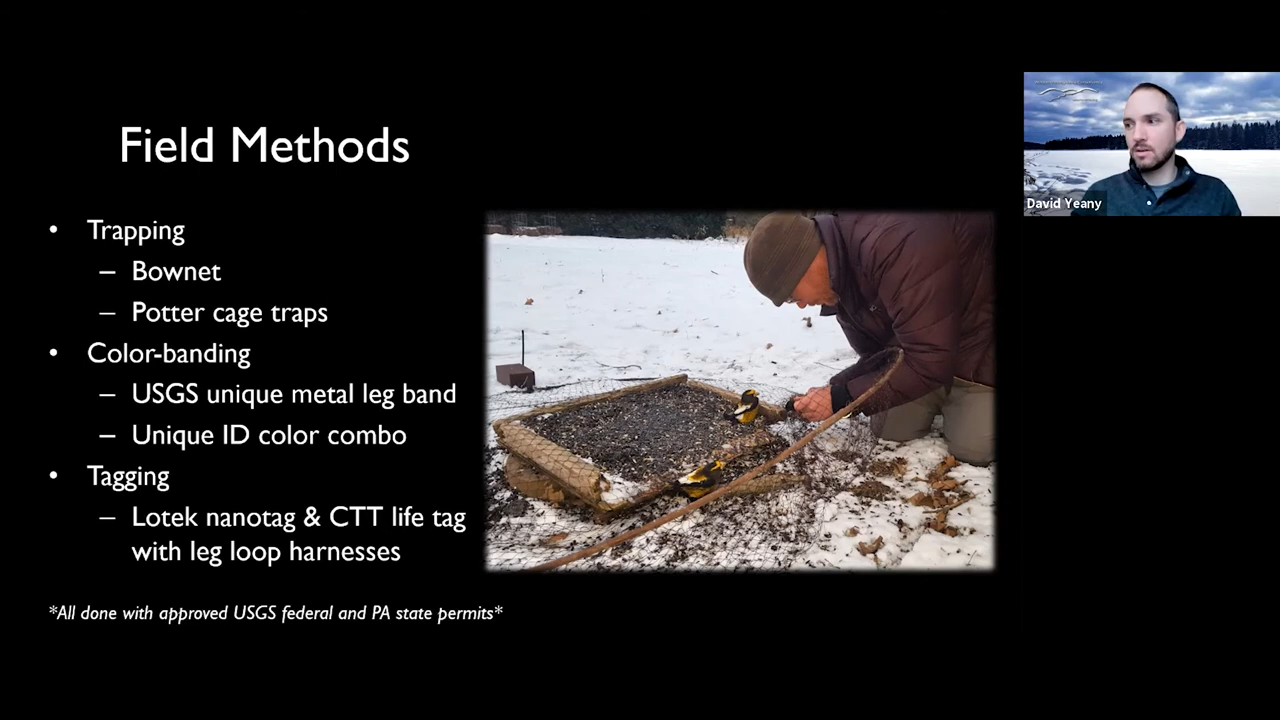 Field Methods
• Trapping
– Bownet
– Potter cage traps
• Color-banding
– USGS unique metal leg band
– Unique ID color combo
• Tagging
– Lotek nanotag & CTT life tag
with leg loop harnesses
*All done with approved USGS federal and PA state permits*
David Yeany